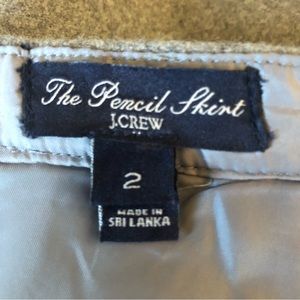 The Pencil Skirt
J.CREW
2
MADE IN
SRI LANKA